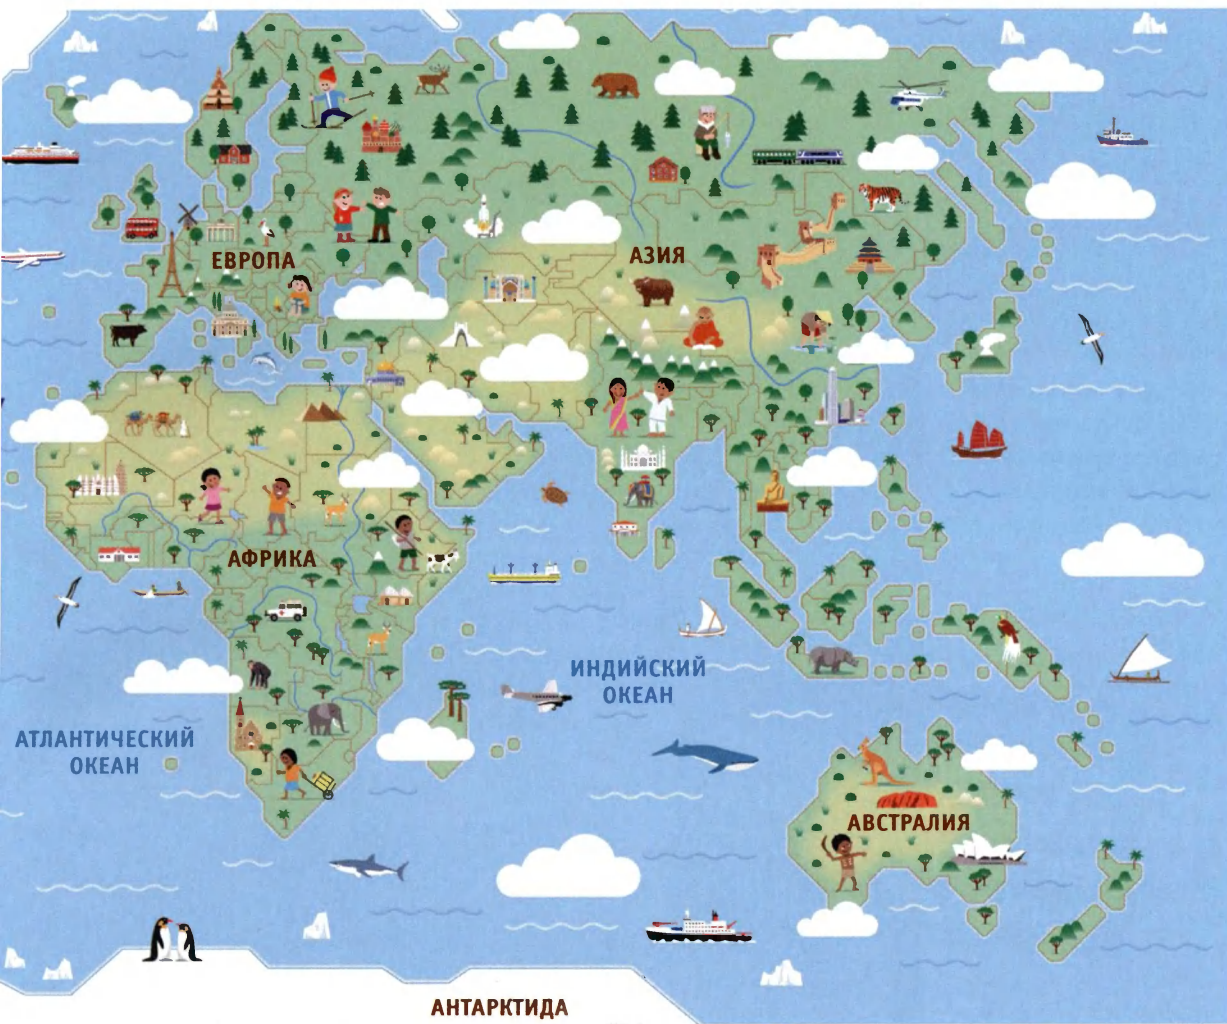 ЕВРОПА
АЗИЯ
АФРИКА
ИНДИЙСКИЙ
ОКЕАН
АТЛАНТИЧЕСКИЙ
ОКЕАН
АВСТРАЛИЯ
АНТАРКТИДА